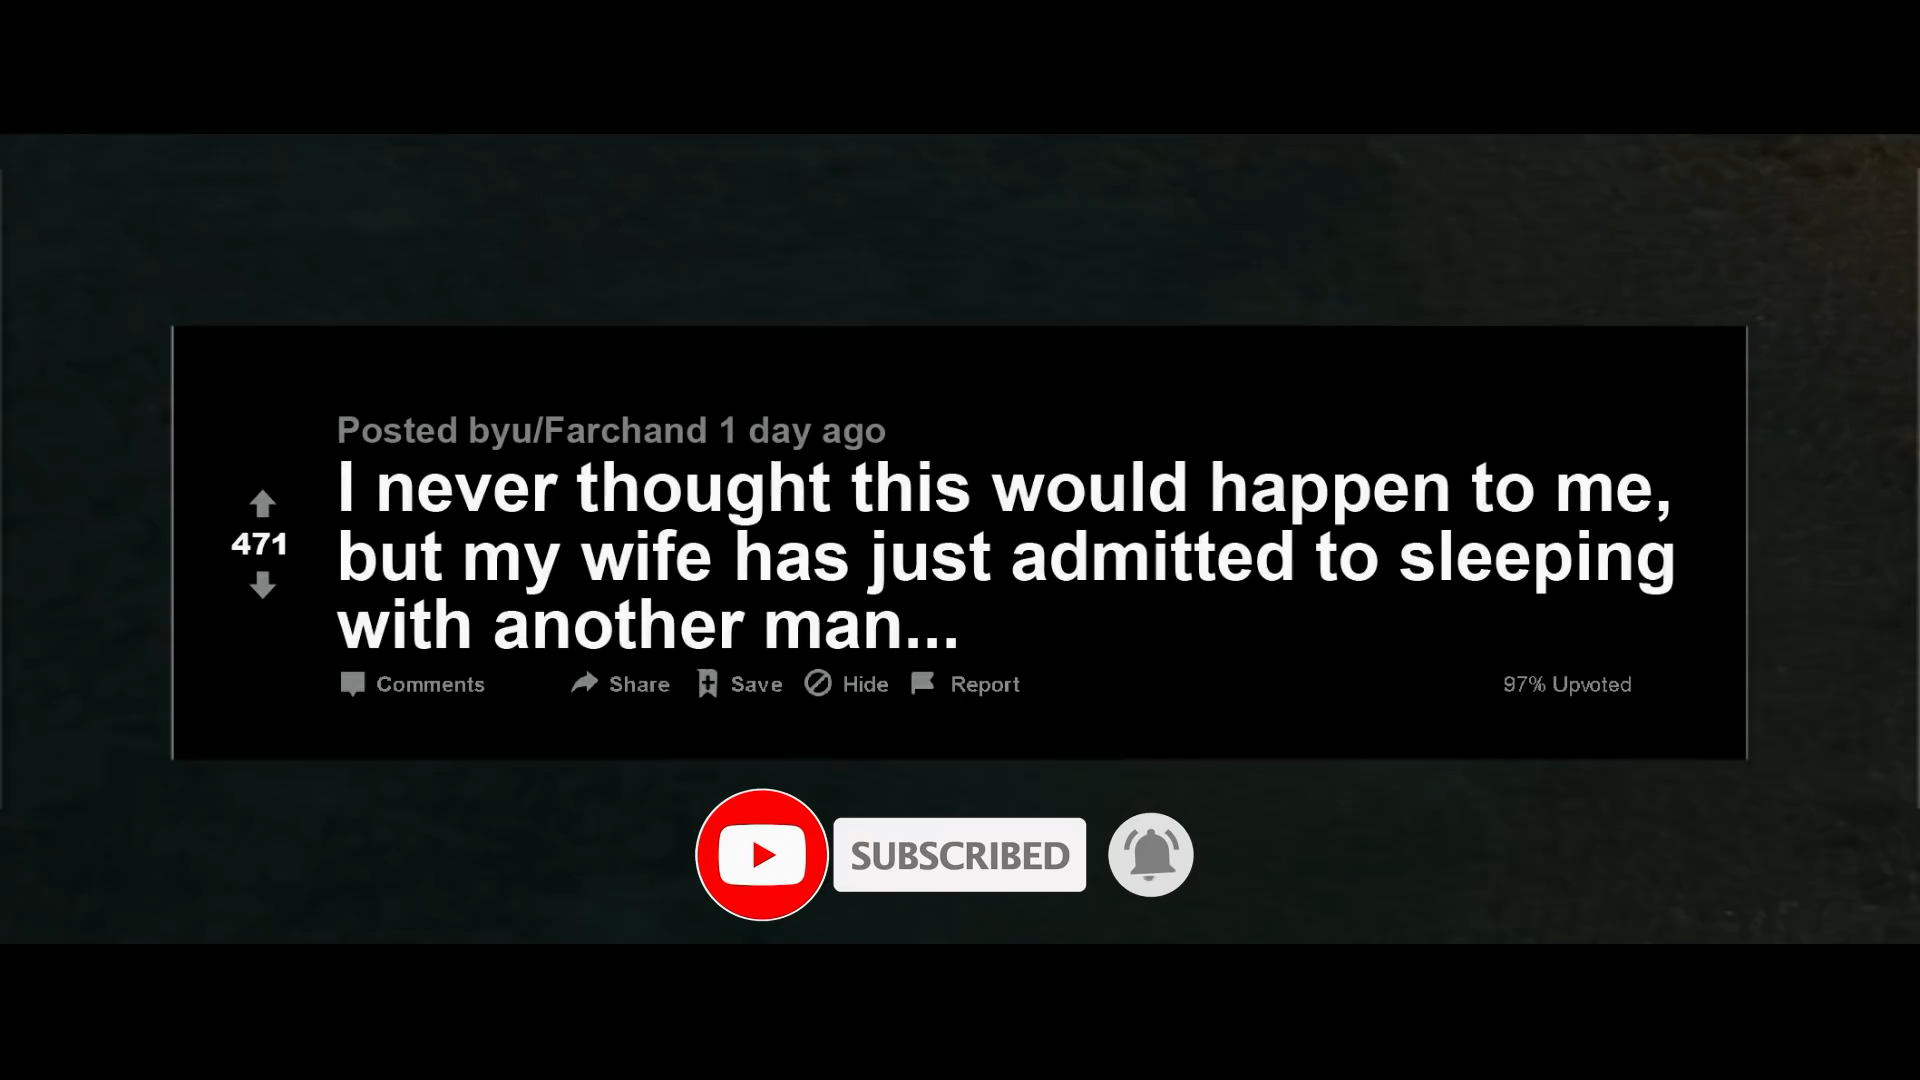 Posted byu/Farchand 1 day ago
I never thought this would happen to me,
471
but my wife has just admitted to sleeping
with another man...
Comments Share Save Hide Report 97% Upvoted
SUBSCRIBED